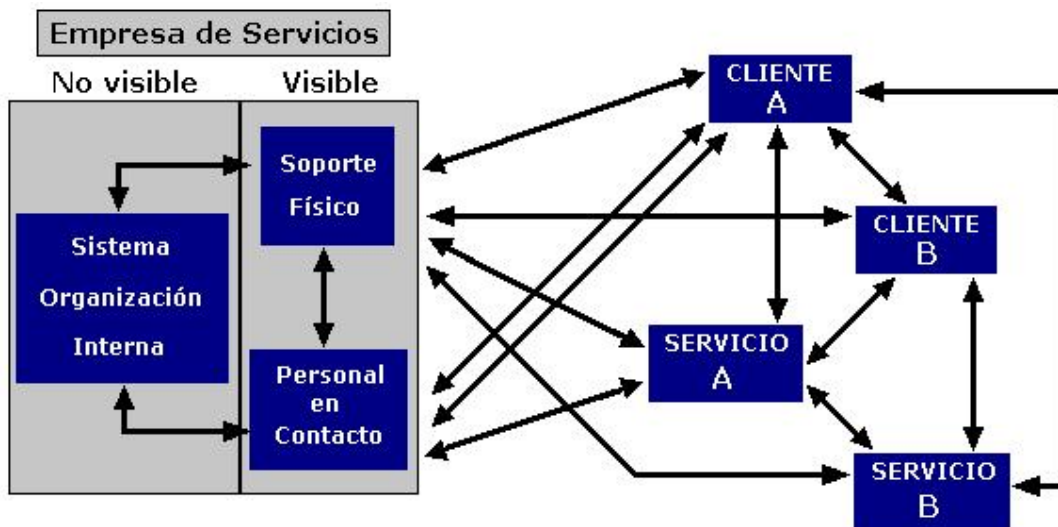 Empresa de Servicios
No visible
Visible
Soporte
Físico
Sistema
Organización
Interna
Personal
en
Contacto
CLIENTE
A
CLIENTE
B
SERVICIO
A
SERVICIO
B